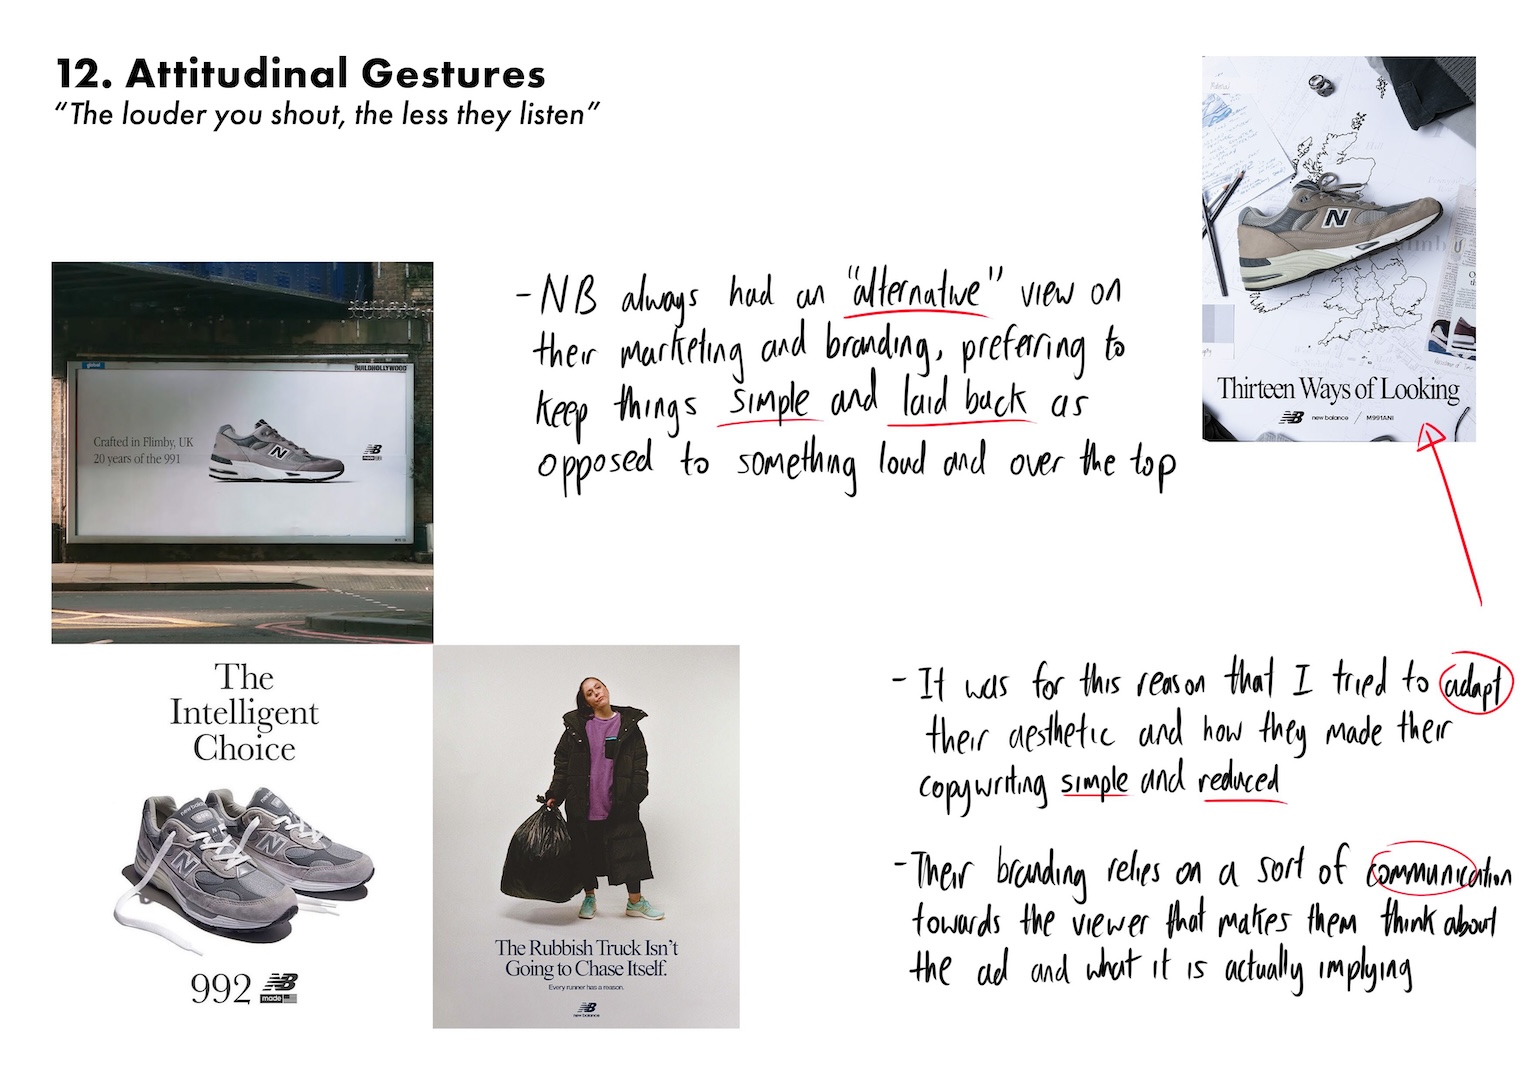 12. Attitudinal Gestures
“The louder you shout, the less they listen”
Thirteen Ways of Looking
NB new balance / M991ANI
BUILDHOLLYWOOD
Crafted in Flimby, UK
20 years of the 991
NB
- NB always had an "alternative" view on
their marketing and branding, preferring to
keep things simple and laid back as
opposed to something loud and over the top
The
Intelligent
Choice
992 NB
made
The Rubbish Truck Isn't
Going to Chase Itself.
Every runner has a reason.
NB
new balance
- It was for this reason that I tried to adapt
their aesthetic and how they made their
copywriting simple and reduced
- Their branding relies on a sort of communication
towards the viewer that makes them think about
the ad and what it is actually implying